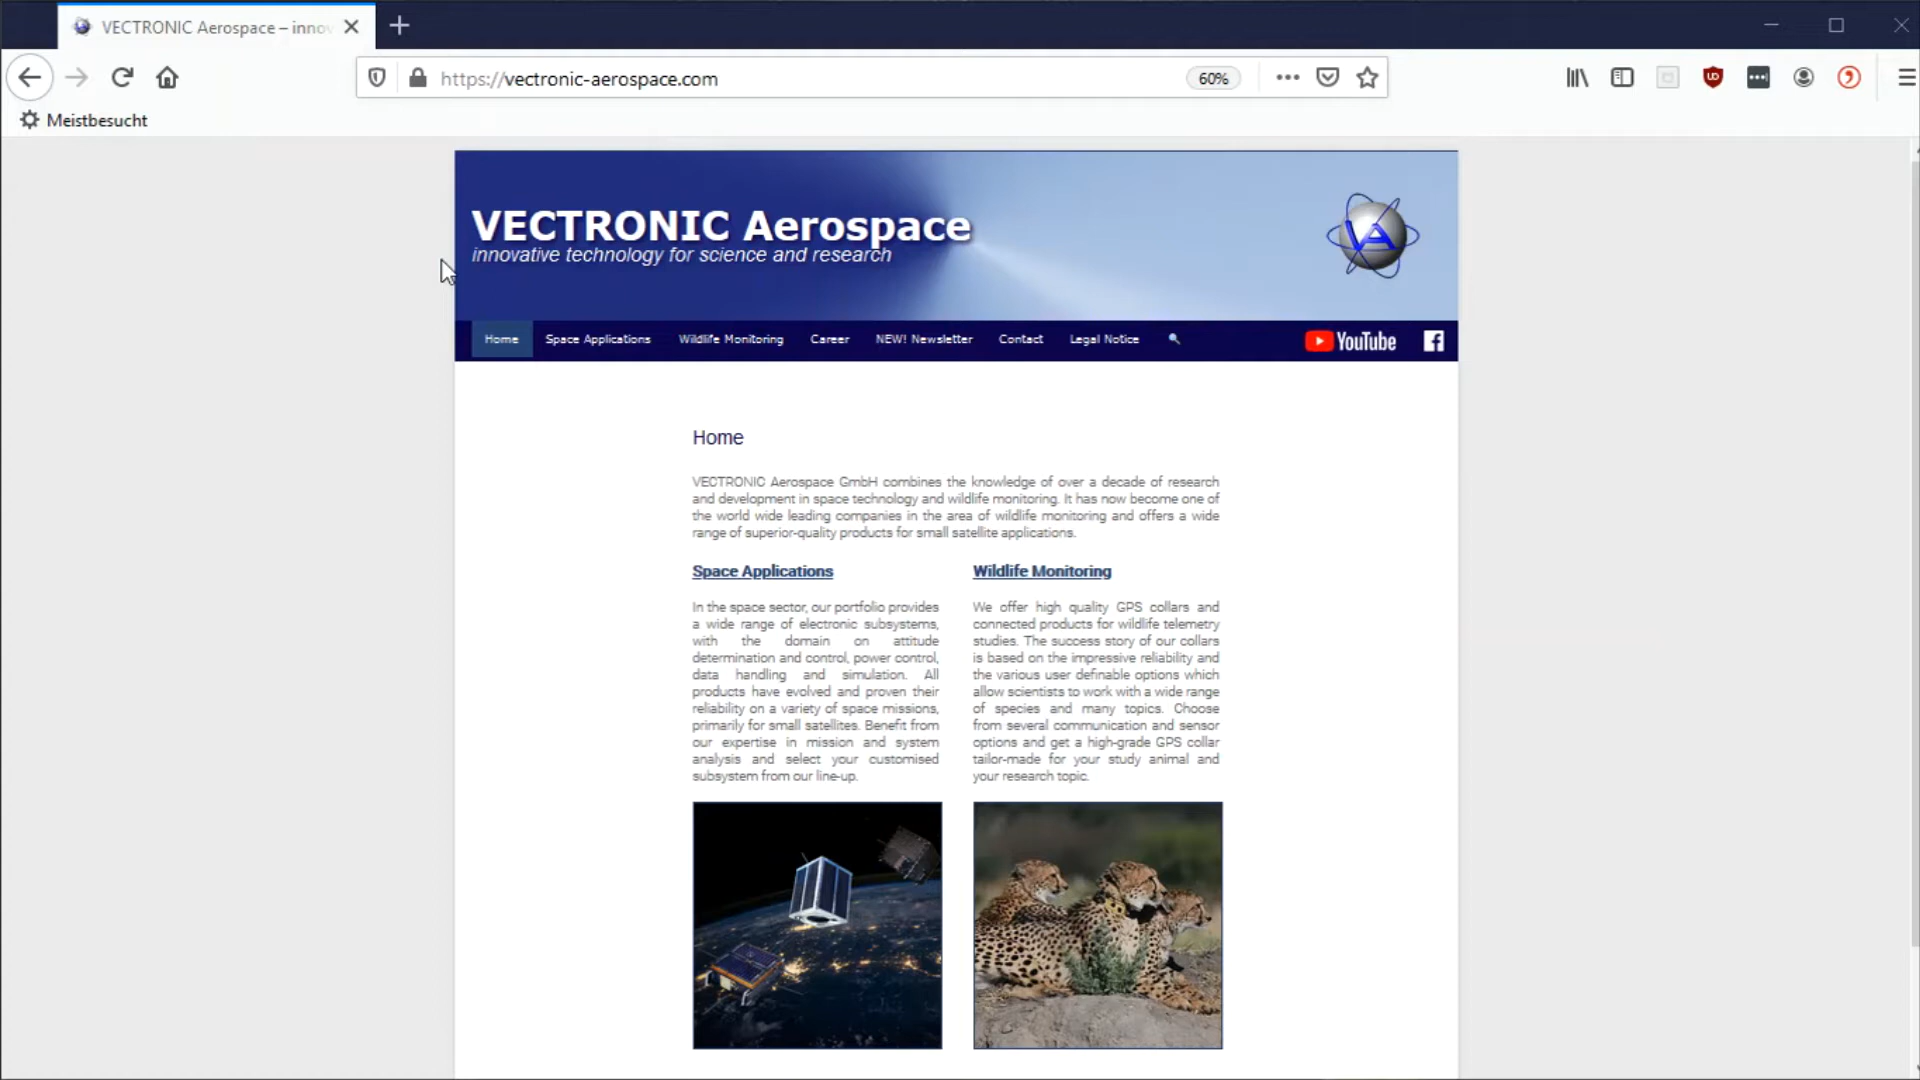 VECTRONIC Aerospace – innov
https://vectronic-aerospace.com
60%
Meistbesucht
VECTRONIC Aerospace
innovative technology for science and research
VA
Home Space Applications Wildlife Monitoring Career NEW! Newsletter Contact Legal Notice YouTube
Home
VECTRONIC Aerospace GmbH combines the knowledge of over a decade of research
and development in space technology and wildlife monitoring. It has now become one of
the world wide leading companies in the area of wildlife monitoring and offers a wide
range of superior-quality products for small satellite applications.
Space Applications
In the space sector, our portfolio provides
a wide range of electronic subsystems,
with the domain on attitude
determination and control, power control,
data handling and simulation. All
products have evolved and proven their
reliability on a variety of space missions,
primarily for small satellites. Benefit from
our expertise in mission and system
analysis and select your customised
subsystem from our line-up.
Wildlife Monitoring
We offer high quality GPS collars and
connected products for wildlife telemetry
studies. The success story of our collars
is based on the impressive reliability and
the various user definable options which
allow scientists to work with a wide range
of species and many topics. Choose
from several communication and sensor
options and get a high-grade GPS collar
tailor-made for your study animal and
your research topic.